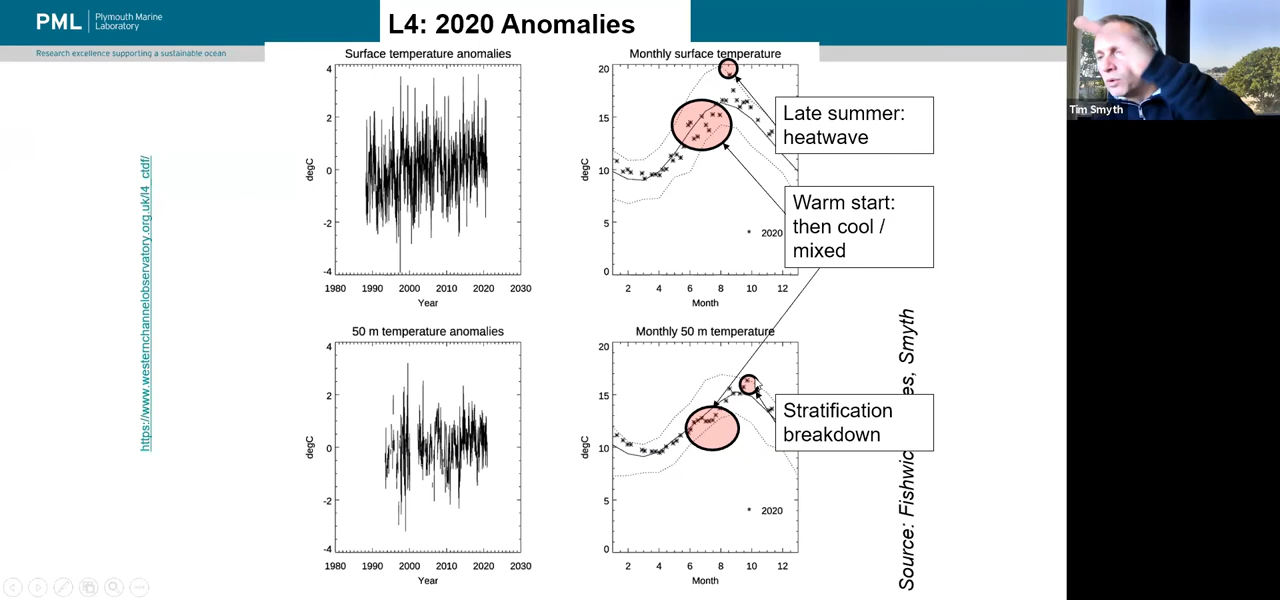 PML
Plymouth Marine
Laboratory
L4: 2020 Anomalies
Research excellence supporting a sustainable ocean
Tim Smyth
https://www.westernchannelobservatory.org.uk/l4_ctdf/
Surface temperature anomalies
4
2
0
-2
-4
degC
1980 1990 2000 2010 2020 2030
Year
Monthly surface temperature
20
15
10
5
0
degC
2020
2 4 6 8 10 12
Month
Late summer:
heatwave
Warm start:
then cool /
mixed
50 m temperature anomalies
4
2
0
-2
-4
degC
1980 1990 2000 2010 2020 2030
Year
Monthly 50 m temperature
20
15
10
5
0
degC
2020
2 4 6 8 10 12
Month
Stratification
breakdown
Source: Smyth